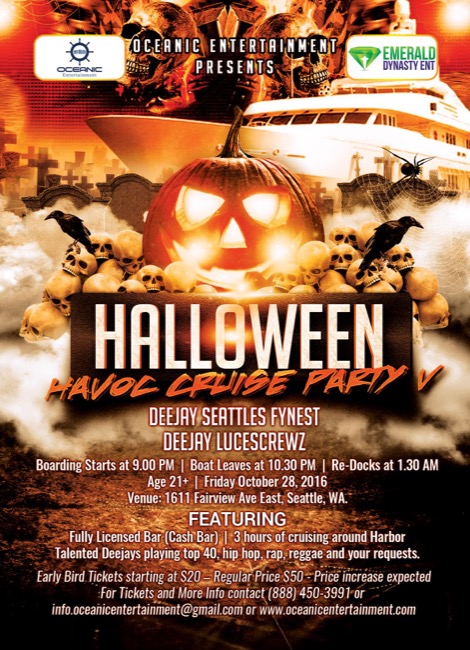 OCEANIC
Entertainment
OCEANIC ENTERTAINMENT
PRESENTS
EMERALD
DYNASTY ENT
HALLOWEEN
HAVOC CRUISE PARTY V
DEEJAY SEATTLES FYNEST
DEEJAY LUCESCREWZ
Boarding Starts at 9.00 PM | Boat Leaves at 10.30 PM | Re-Docks at 1.30 AM
Age 21+ | Friday October 28, 2016
Venue: 1611 Fairview Ave East, Seattle, WA.
FEATURING
Fully Licensed Bar (Cash Bar) | 3 hours of cruising around Harbor
Talented Deejays playing top 40, hip hop. rap, reggae and your requests.
Early Bird Tickets starting at $20 – Regular Price $50 - Price increase expected
For Tickets and More Info contact (888) 450-3991 or
info.oceanicentertainment@gmail.com or www.oceanicentertainment.com